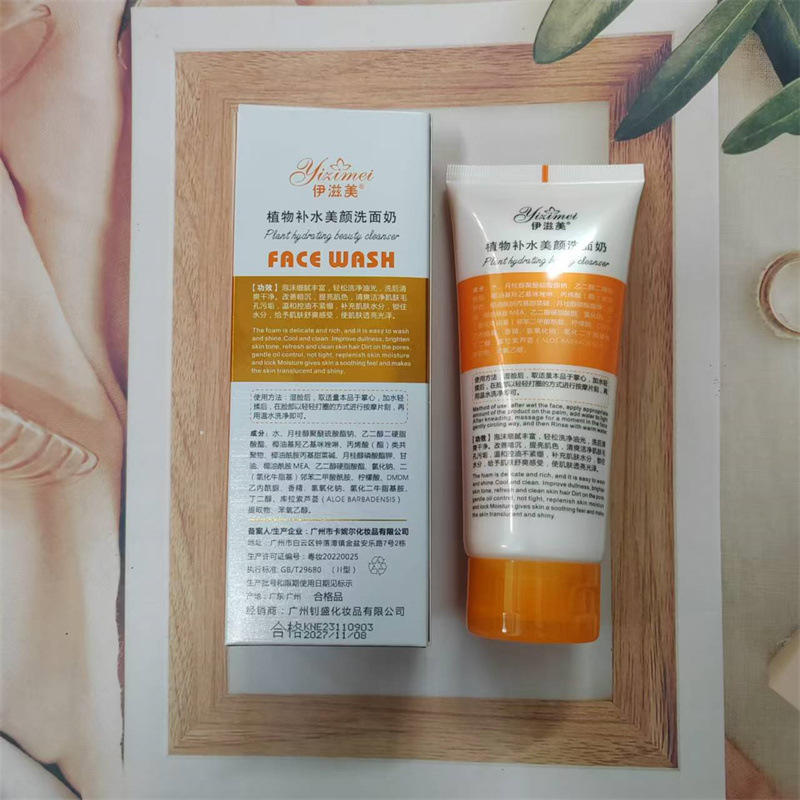 Yizimei
伊滋美®
植物补水美颜洗面奶
Plant hydrating beauty cleanser
FACE WASH
【功效】泡沫细腻丰富，轻松洗净油光，洗后清
爽干净。改善暗沉，提亮肌色，清爽洁净肌肤毛
孔污垢，温和控油不紧绷，补充肌肤水分，锁住
水分，给予肌肤舒爽感受，使肌肤透亮光泽。
The foam is delicate and rich, and it is easy to wash
and shine. Cool and clean. Improve dullness, brighten
skin tone, refresh and clean skin hair Dirt on the pores,
gentle oil control, not tight, replenish skin moisture
and lock Moisture gives skin a soothing feel and makes
the skin translucent and shiny.
使用方法：湿脸后，取适量本品于掌心，加水轻
揉后，在脸部以轻轻打圈的方式进行按摩片刻，再
用温水洗净即可。
成分：水、月桂醇聚醚硫酸酯钠、乙二醇二硬脂
酸酯、椰油基羟乙基咪唑啉、丙烯酸（酯）类共
聚物、椰油酰胺丙基甜菜碱、月桂醇磷酸酯钾、甘
油、椰油酰胺 MEA、乙二醇硬脂酸酯、氯化钠、二
（氢化牛脂基）邻苯二甲酸酰胺、柠檬酸、DMDM
乙内酰脲、香精、氢氧化钠、氢化二牛脂基胺、
丁二醇、库拉索芦荟（ALOE BARBADENSIS）
提取物、苯氧乙醇。
备案人/生产企业：广州市卡妮尔化妆品有限公司
地址：广州市白云区钟落潭镇金盆安乐路7号2栋
生产许可证编号：粤妆20220025
执行标准: GB/T29680 （II型）
生产批号和限期使用日期见标示
产地：广东·广州 合格品
经销商：广州钊盛化妆品有限公司
合格KNE23110903
2027/11/08
Yizimei
伊滋美®
植物补水美颜洗面奶
Plant hydrating beauty cleanser
使用方法：湿脸后，取适量本品于掌心，加水轻
揉后，在脸部以轻轻打圈的方式进行按摩片刻，再
用温水洗净即可。
Method of use: after wet the face, apply appropriate
amount of the product on the palm, add water to
After kneading, massage for a moment in the face
gently circling way, and then Rinse with warm water
【功效】泡沫细腻丰富，轻松洗净油光，洗后清
爽干净。改善暗沉，提亮肌色，清爽洁净肌肤毛
孔污垢，温和控油不紧绷，补充肌肤水分，锁住
水分，给予肌肤舒爽感受，使肌肤透亮光泽。
The foam is delicate and rich, and it is easy to wash
and shine. Cool and clean. Improve dullness, brighten
skin tone, refresh and clean skin hair Dirt on the pores,
gentle oil control, not tight, replenish skin moisture
and lock Moisture gives skin a soothing feel and makes
the skin translucent and shiny.